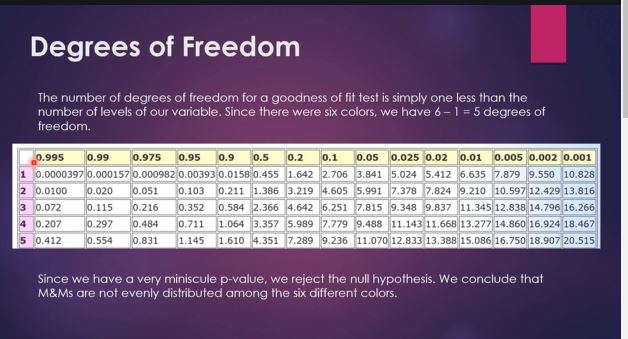 Degrees of Freedom
The number of degrees of freedom for a goodness of fit test is simply one less than the
number of levels of our variable. Since there were six colors, we have 6 – 1 = 5 degrees of
freedom.
0.995 0.99 0.975 0.95 0.9 0.5 0.2 0.1 0.05 0.025 0.02 0.01 0.005 0.002 0.001
1 0.0000397 0.000157 0.000982 0.00393 0.0158 0.455 1.642 2.706 3.841 5.024 5.412 6.635 7.879 9.550 10.828
2 0.0100 0.020 0.051 0.103 0.211 1.386 3.219 4.605 5.991 7.378 7.824 9.210 10.597 12.429 13.816
3 0.072 0.115 0.216 0.352 0.584 2.366 4.642 6.251 7.815 9.348 9.837 11.345 12.838 14.796 16.266
4 0.207 0.297 0.484 0.711 1.064 3.357 5.989 7.779 9.488 11.143 11.668 13.277 14.860 16.924 18.467
5 0.412 0.554 0.831 1.145 1.610 4.351 7.289 9.236 11.070 12.833 13.388 15.086 16.750 18.907 20.515
Since we have a very miniscule p-value, we reject the null hypothesis. We conclude that
M&Ms are not evenly distributed among the six different colors.